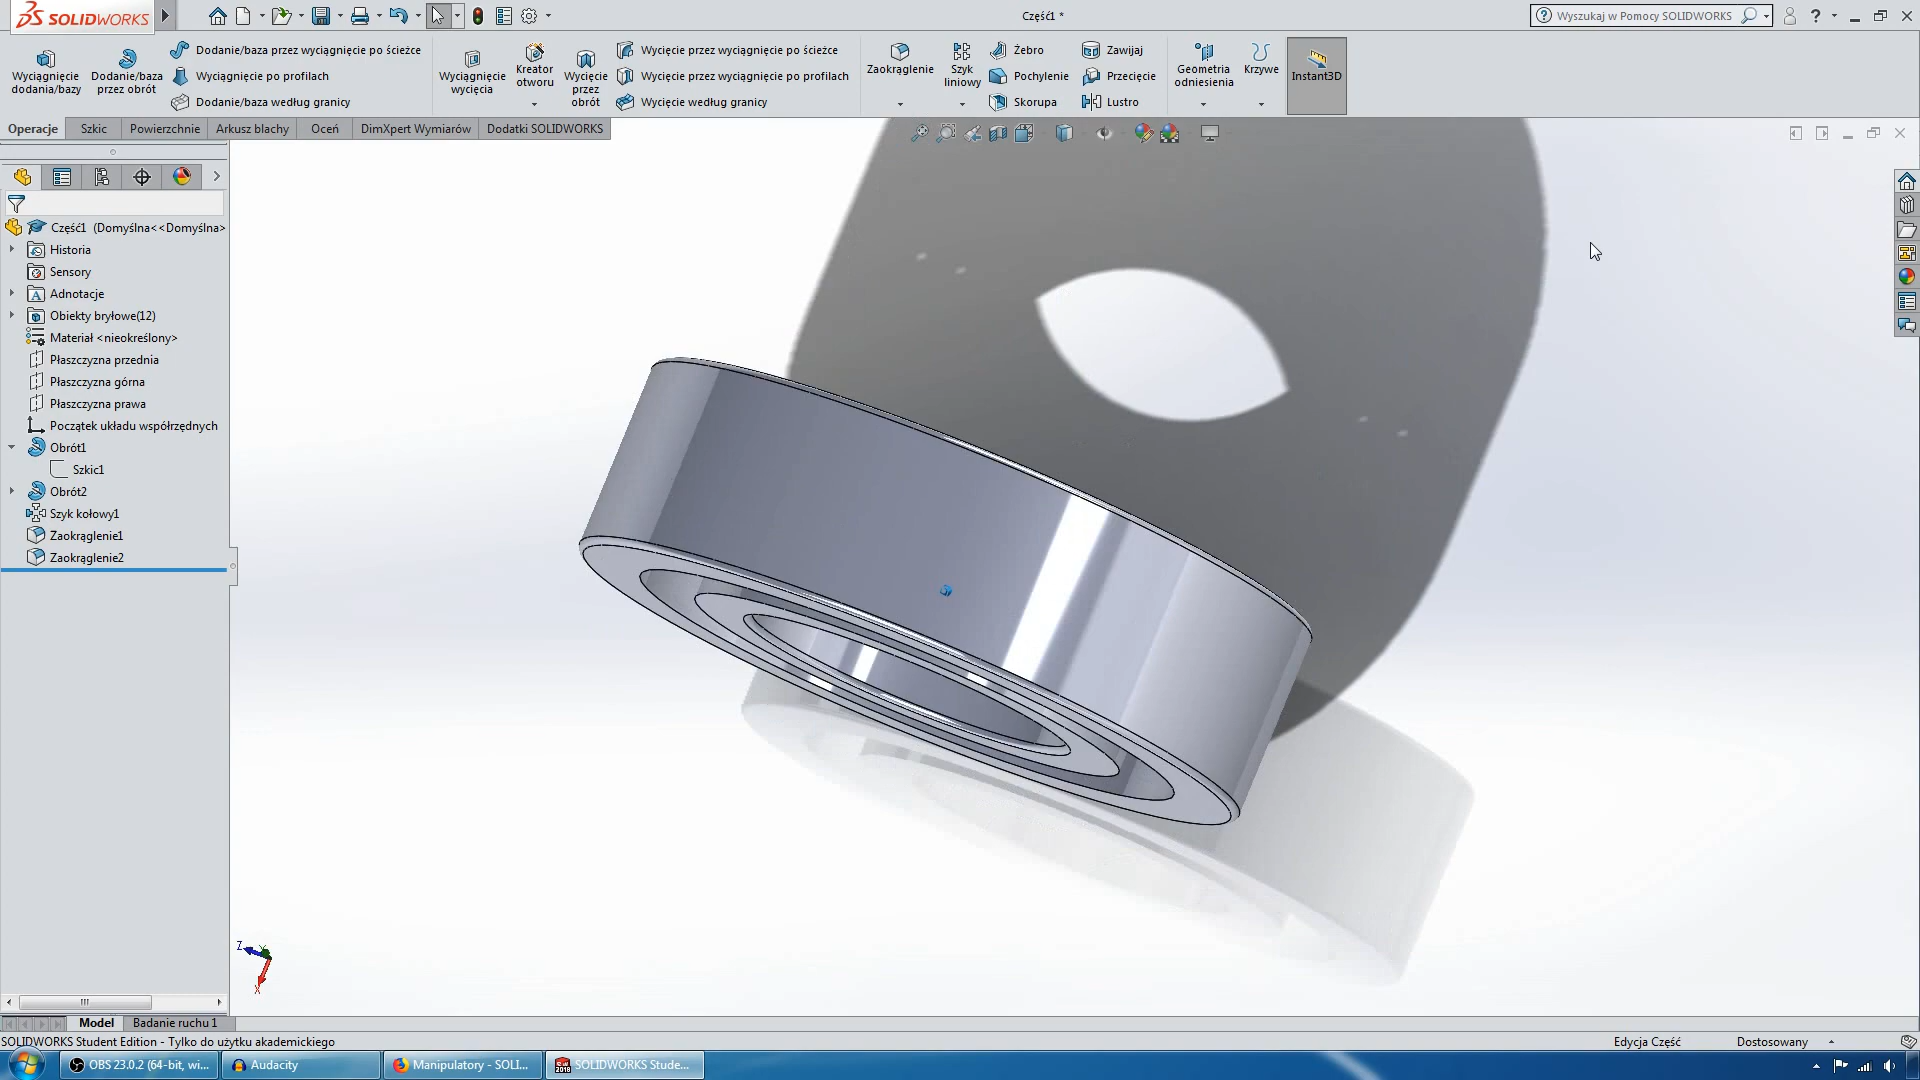 SOLIDWORKS
Część1 *
Wyszukaj w Pomocy SOLIDWORKS
Wyciągnięcie dodania/bazy
Dodanie/baza przez obrót
Dodanie/baza przez wyciągnięcie po ścieżce
Wyciągnięcie po profilach
Dodanie/baza według granicy
Wyciągnięcie wycięcia
Kreator otworu
Wycięcie przez obrót
Wycięcie przez wyciągnięcie po ścieżce
Wycięcie przez wyciągnięcie po profilach
Wycięcie według granicy
Zaokrąglenie
Szyk liniowy
Żebro
Pochylenie
Skorupa
Zawijaj
Przecięcie
Lustro
Geometria odniesienia
Krzywe
Instant3D
Operacje
Szkic
Powierzchnie
Arkusz blachy
Oceń
DimXpert Wymiarów
Dodatki SOLIDWORKS
Część1 (Domyślna<<Domyślna>
Historia
Sensory
Adnotacje
Obiekty bryłowe(12)
Materiał <nieokreślony>
Płaszczyzna przednia
Płaszczyzna górna
Płaszczyzna prawa
Początek układu współrzędnych
Obrót1
Szkic1
Obrót2
Szyk kołowy1
Zaokrąglenie1
Zaokrąglenie2
Z
Y
X
Model
Badanie ruchu 1
SOLIDWORKS Student Edition - Tylko do użytku akademickiego
Edycja Część
Dostosowany
OBS 23.0.2 (64-bit, wi...
Audacity
Manipulatory - SOLI...
SOLIDWORKS Stude...